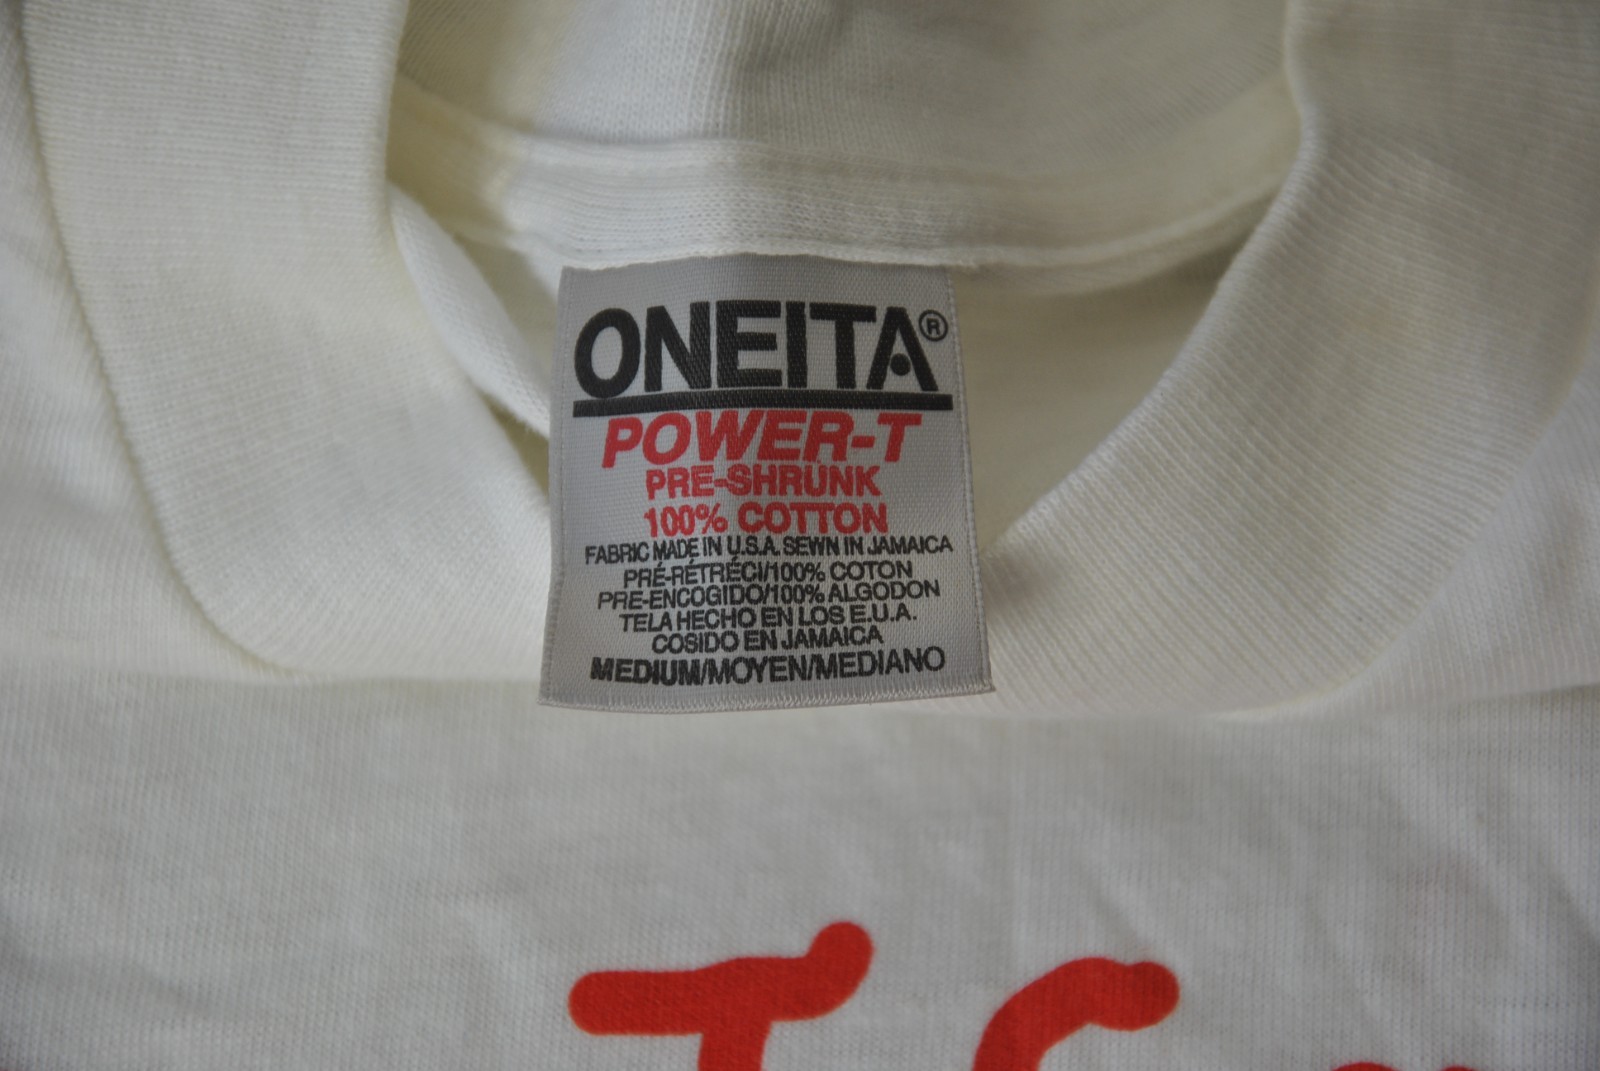 ONEITA®
POWER-T
PRE-SHRUNK
100% COTTON
FABRIC MADE IN U.S.A. SEWN IN JAMAICA
PRÉ-RÉTRÉCI/100% COTON
PRE-ENCOGIDO/100% ALGODON
TELA HECHO EN LOS E.U.A.
COSIDO EN JAMAICA
MEDIUM/MOYEN/MEDIANO